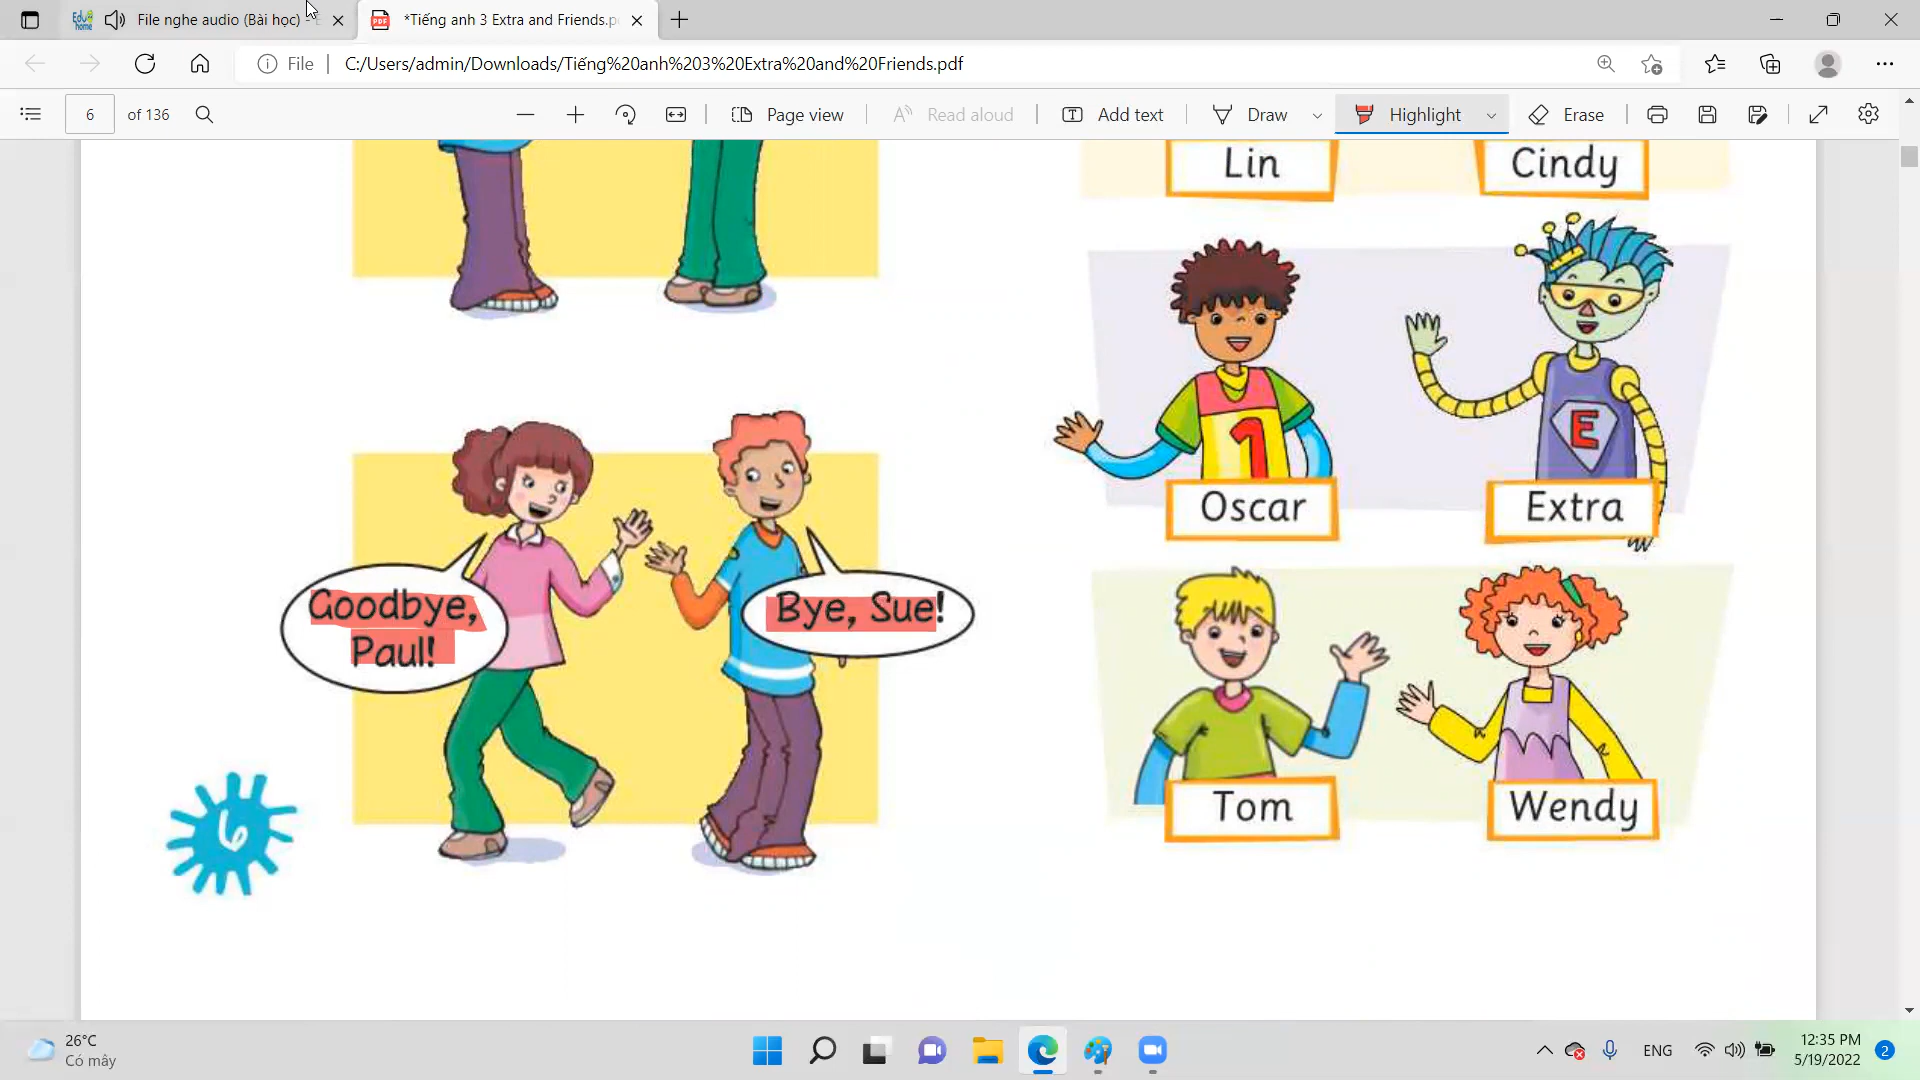 File nghe audio (Bài học) -
*Tiếng anh 3 Extra and Friends.p
File
C:/Users/admin/Downloads/Tiếng%20anh%203%20Extra%20and%20Friends.pdf
6 of 136
Page view
Read aloud
Add text
Draw
Highlight
Erase
Lin
Cindy
E
1
Oscar
Extra
Goodbye,
Paul!
Bye, Sue!
Tom
Wendy
6
26°C
Có mây
ENG
12:35 PM
5/19/2022
2